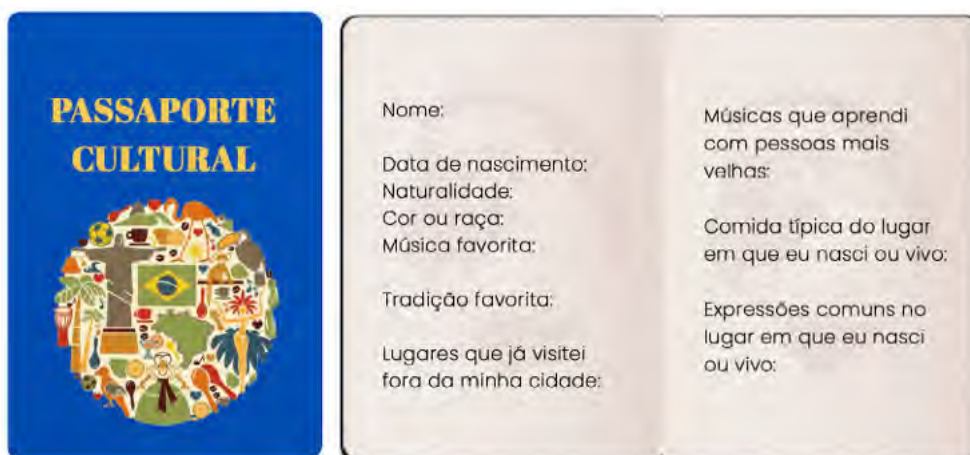 PASSAPORTE
CULTURAL
Nome:
Data de nascimento:
Naturalidade:
Cor ou raça:
Música favorita:
Tradição favorita:
Lugares que já visitei
fora da minha cidade:
Músicas que aprendi
com pessoas mais
velhas:
Comida típica do lugar
em que eu nasci ou vivo:
Expressões comuns no
lugar em que eu nasci
ou vivo: